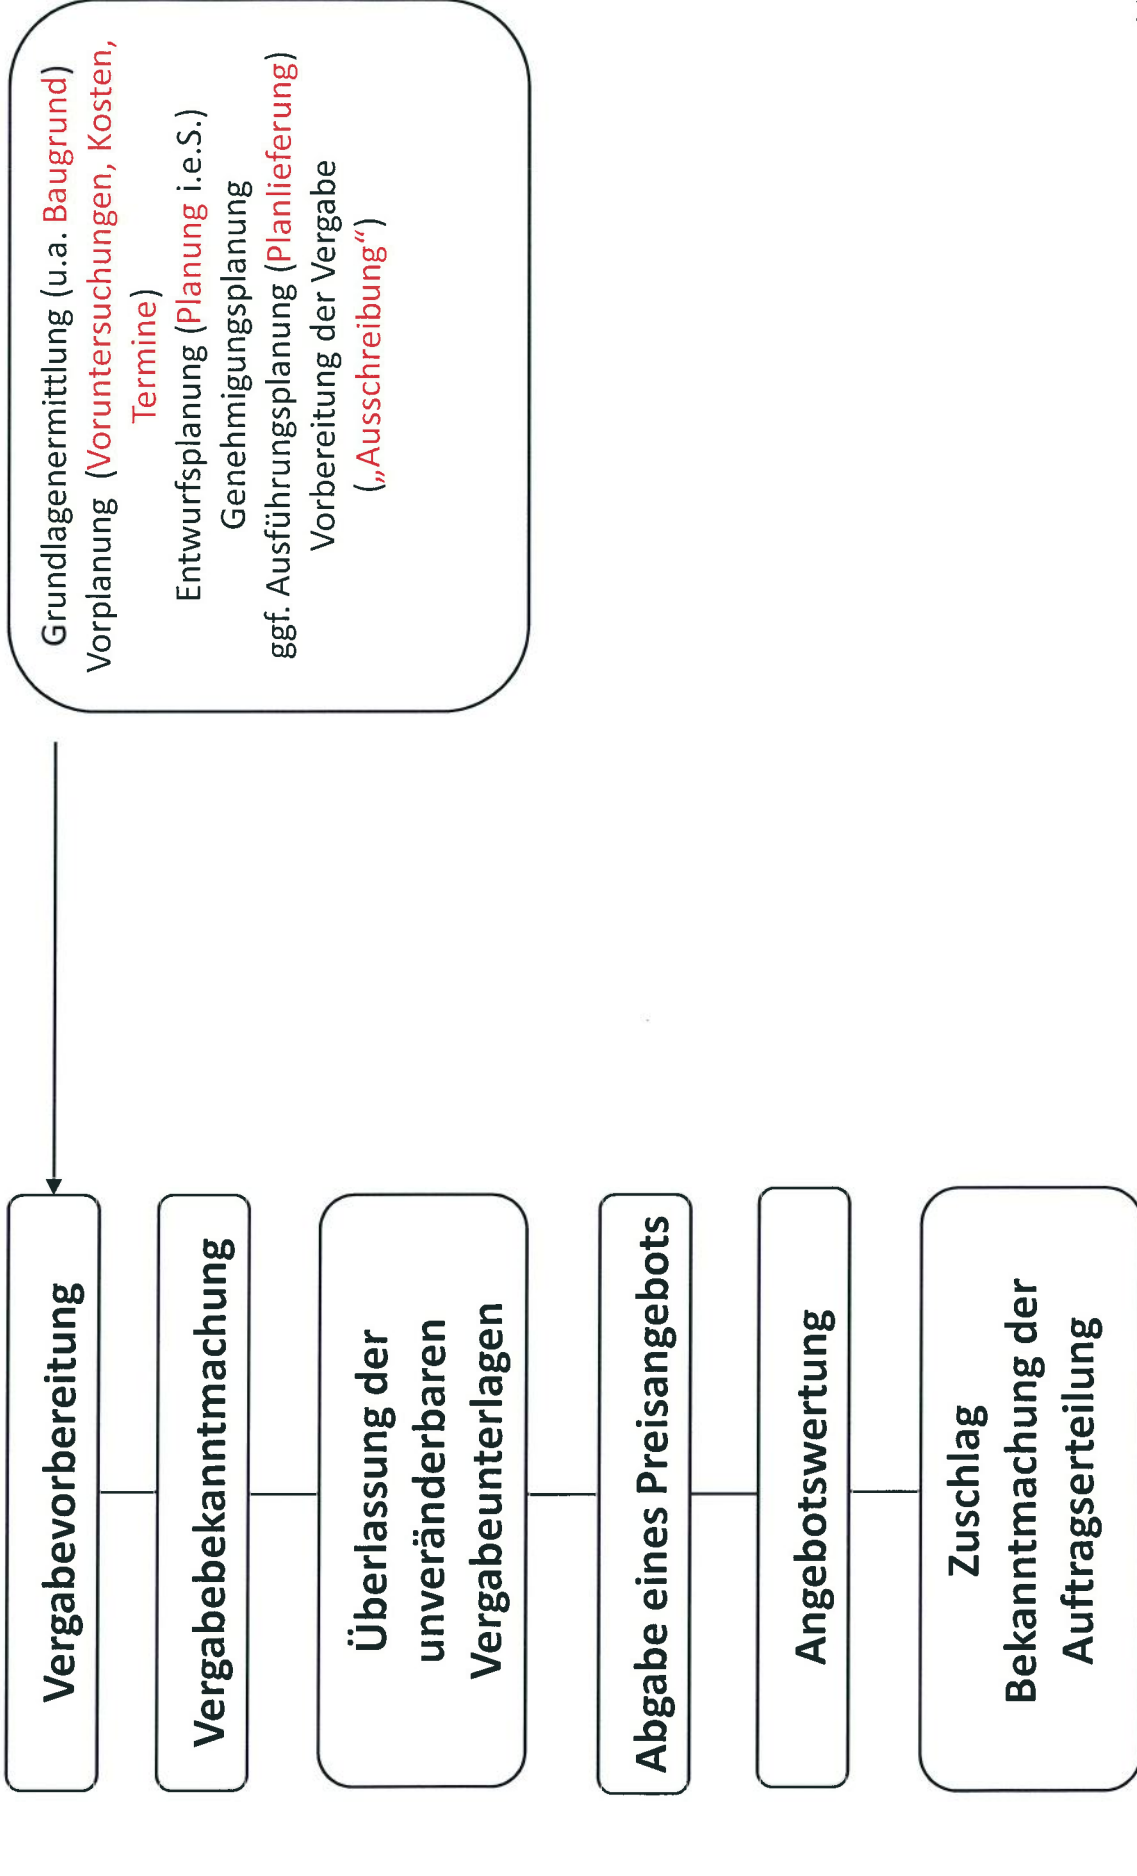 Vergabevorbereitung
Vergabebekanntmachung
Überlassung der
unveränderbaren
Vergabeunterlagen
Abgabe eines Preisangebots
Angebotswertung
Zuschlag
Bekanntmachung der
Auftragserteilung
Grundlagenermittlung (u.a. Baugrund)
Vorplanung (Voruntersuchungen, Kosten,
Termine)
Entwurfsplanung (Planung i.e.S.)
Genehmigungsplanung
ggf. Ausführungsplanung (Planlieferung)
Vorbereitung der Vergabe
(„Ausschreibung“)